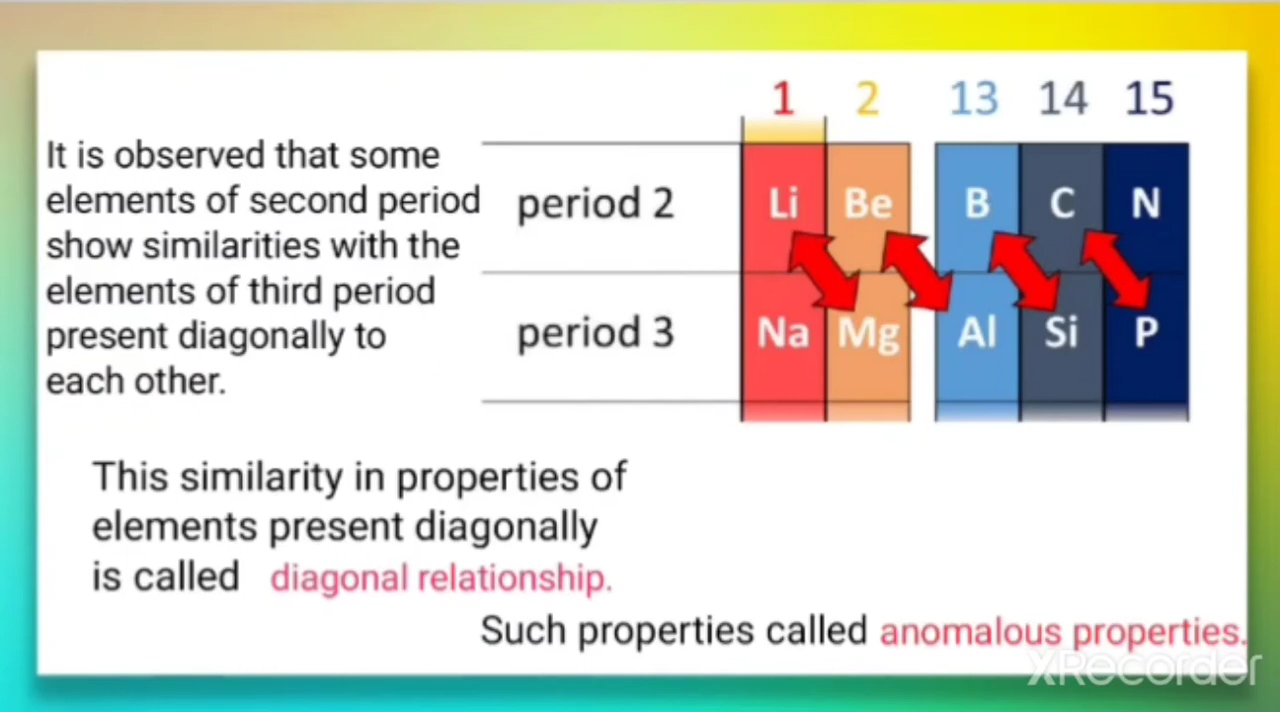 It is observed that some
elements of second period
show similarities with the
elements of third period
present diagonally to
each other.
1 2 13 14 15
period 2 Li Be B C N
period 3 Na Mg Al Si P
This similarity in properties of
elements present diagonally
is called diagonal relationship.
Such properties called anomalous properties.
XRecorder